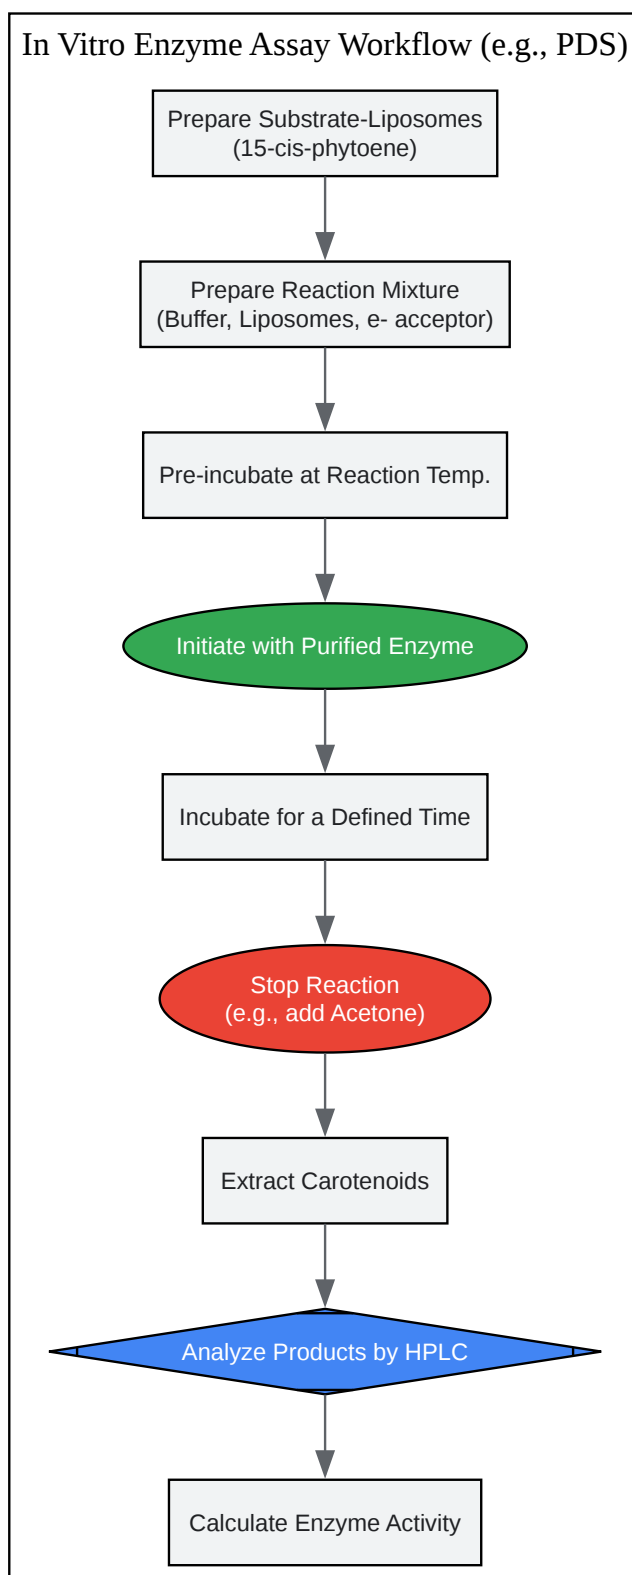 In Vitro Enzyme Assay Workflow (e.g., PDS)
Prepare Substrate-Liposomes
(15-cis-phytoene)
Prepare Reaction Mixture
(Buffer, Liposomes, e- acceptor)
Pre-incubate at Reaction Temp.
Initiate with Purified Enzyme
Incubate for a Defined Time
Stop Reaction
(e.g., add Acetone)
Extract Carotenoids
Analyze Products by HPLC
Calculate Enzyme Activity